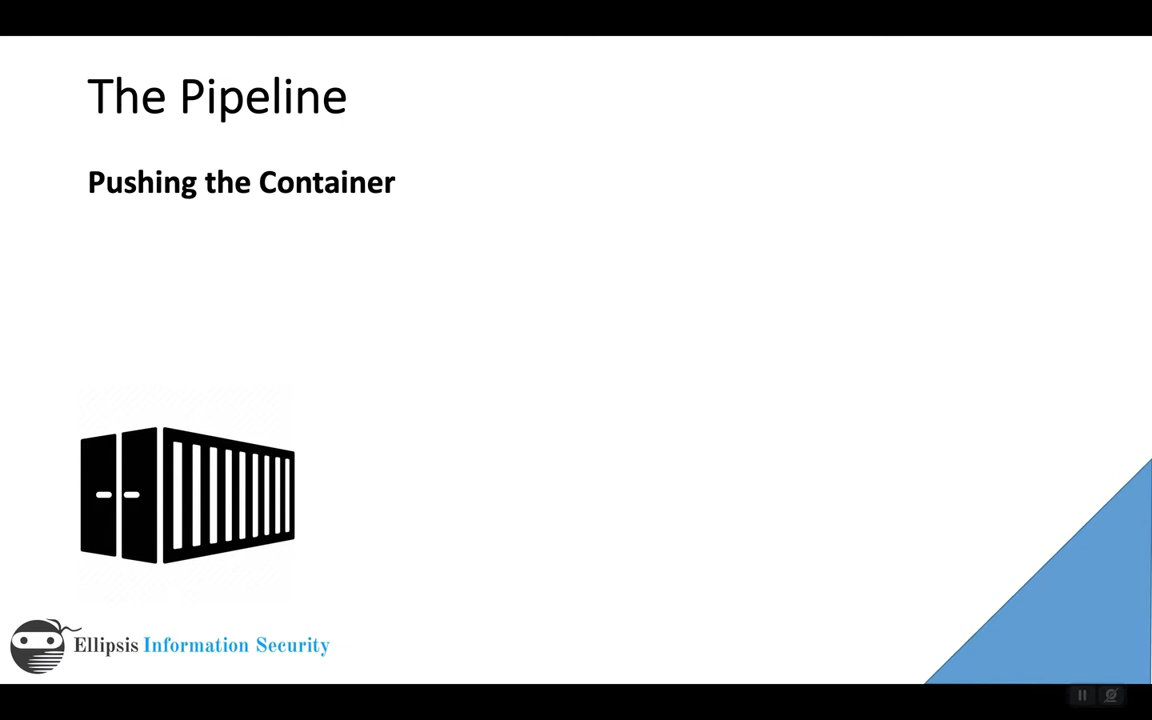 The Pipeline
Pushing the Container
Ellipsis Information Security